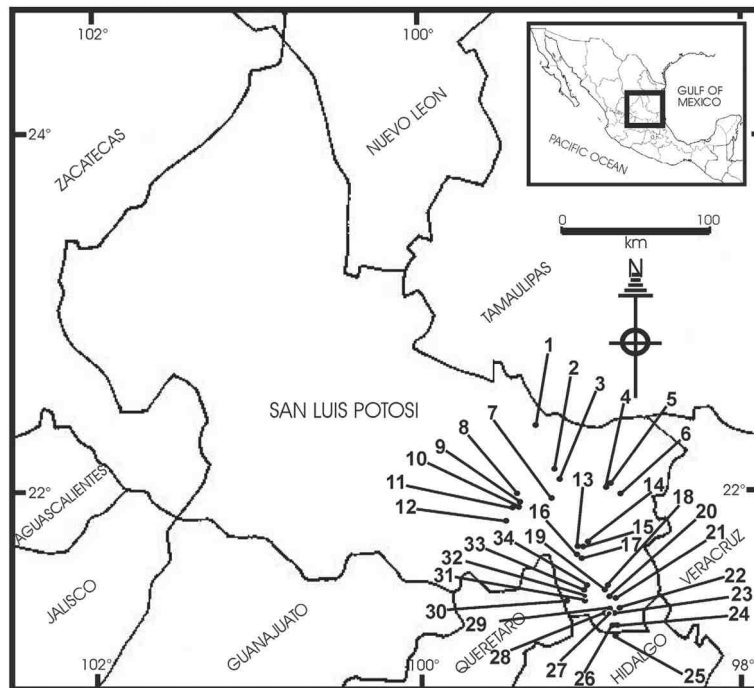 102°
100°
24°
ZACATECAS
NUEVO LEON
GULF OF
MEXICO
PACIFIC OCEAN
0
100
km
N
TAMAULIPAS
SAN LUIS POTOSI
1
2
3
4
5
6
7
8
9
10
11
12
13
14
15
16
17
18
19
20
21
22
23
24
25
26
27
28
29
30
31
32
33
34
22°
22°
AGUASCALIENTES
JALISCO
GUANAJUATO
QUERETARO
HIDALGO
VERACRUZ
102°
100°
98°